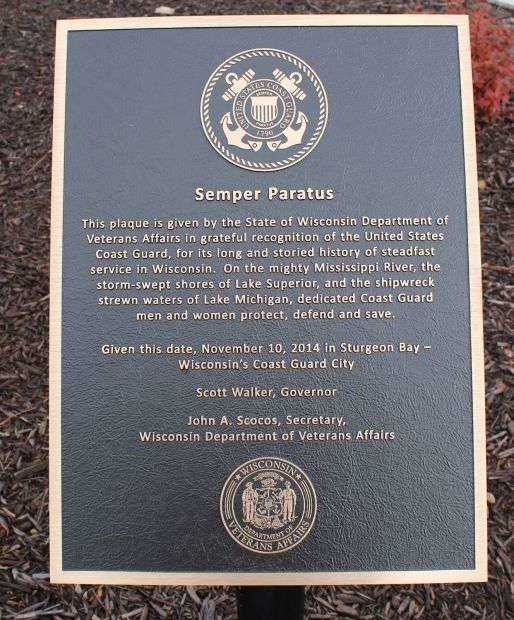 UNITED STATES COAST GUARD
SEMPER
PARATUS
1790
Semper Paratus
This plaque is given by the State of Wisconsin Department of
Veterans Affairs in grateful recognition of the United States
Coast Guard, for its long and storied history of steadfast
service in Wisconsin. On the mighty Mississippi River, the
storm-swept shores of Lake Superior, and the shipwreck
strewn waters of Lake Michigan, dedicated Coast Guard
men and women protect, defend and save.
Given this date, November 10, 2014 in Sturgeon Bay –
Wisconsin's Coast Guard City
Scott Walker, Governor
John A. Scocos, Secretary,
Wisconsin Department of Veterans Affairs
WISCONSIN
DEPARTMENT OF
VETERANS AFFAIRS